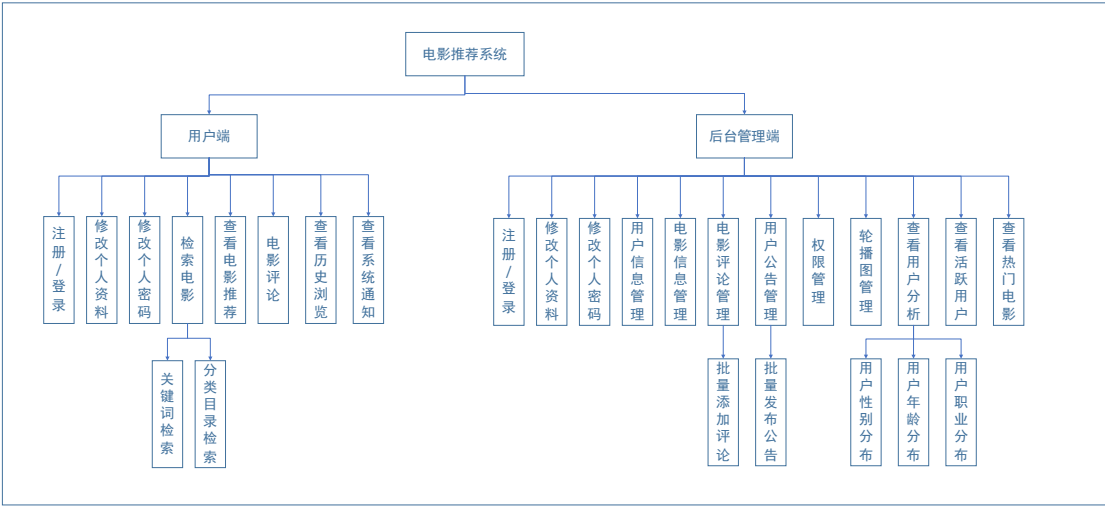 电影推荐系统
用户端
后台管理端
注册/登录
修改个人资料
修改个人密码
检索电影
查看电影推荐
电影评论
查看历史浏览
查看系统通知
注册/登录
修改个人资料
修改个人密码
用户信息管理
电影信息管理
电影评论管理
用户公告管理
权限管理
轮播图管理
查看用户分析
查看活跃用户
查看热门电影
关键词检索
分类目录检索
批量添加评论
批量发布公告
用户性别分布
用户年龄分布
用户职业分布